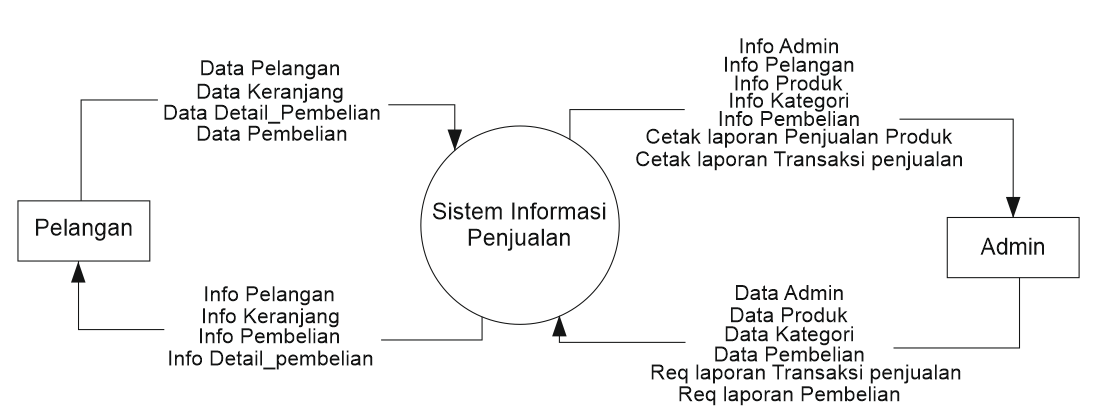 Data Pelangan
Data Keranjang
Data Detail_Pembelian
Data Pembelian
Info Admin
Info Pelangan
Info Produk
Info Kategori
Info Pembelian
Cetak laporan Penjualan Produk
Cetak laporan Transaksi penjualan
Pelangan
Sistem Informasi
Penjualan
Admin
Info Pelangan
Info Keranjang
Info Pembelian
Info Detail_pembelian
Data Admin
Data Produk
Data Kategori
Data Pembelian
Req laporan Transaksi penjualan
Req laporan Pembelian